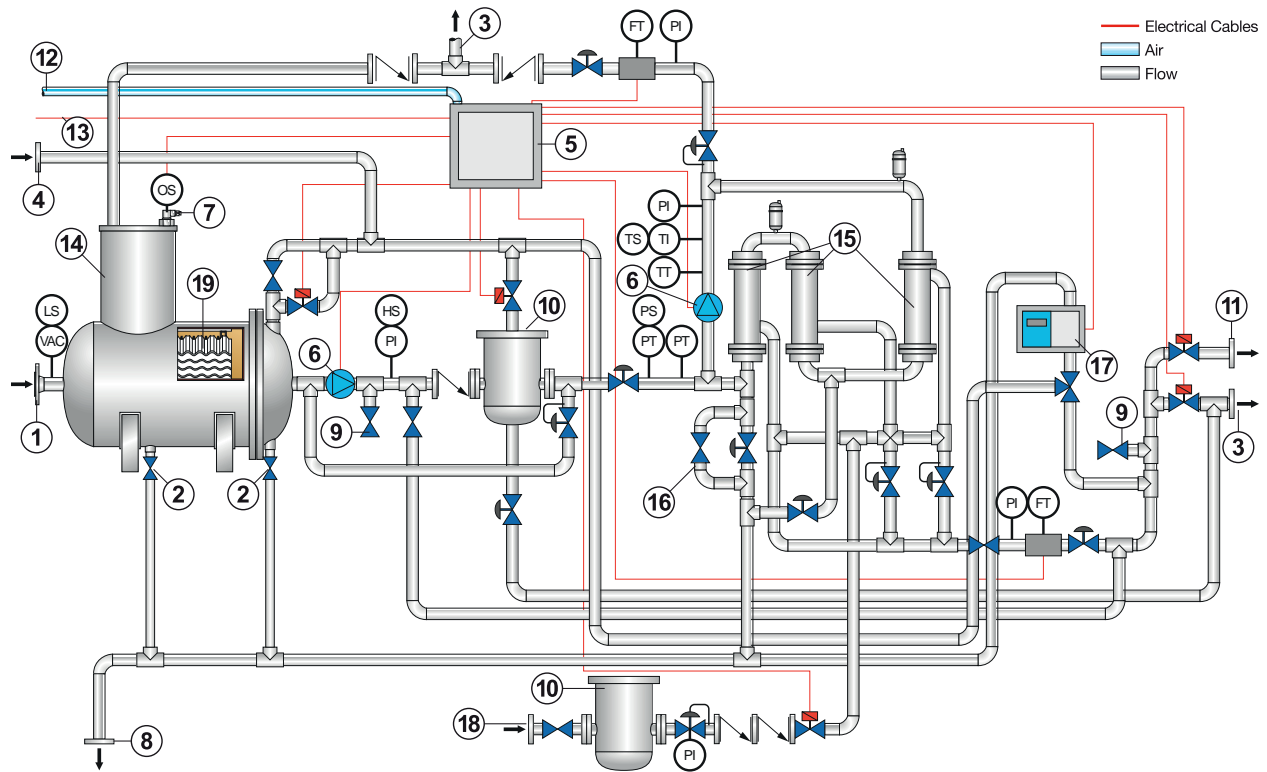 3
FT
PI
Electrical Cables
Air
Flow
12
13
5
4
OS
7
14
PI
TS
TI
TT
15
6
19
LS
VAC
HS
PI
10
PS
PT
PT
6
11
17
1
9
9
3
2
2
16
PI
FT
10
18
8
PI